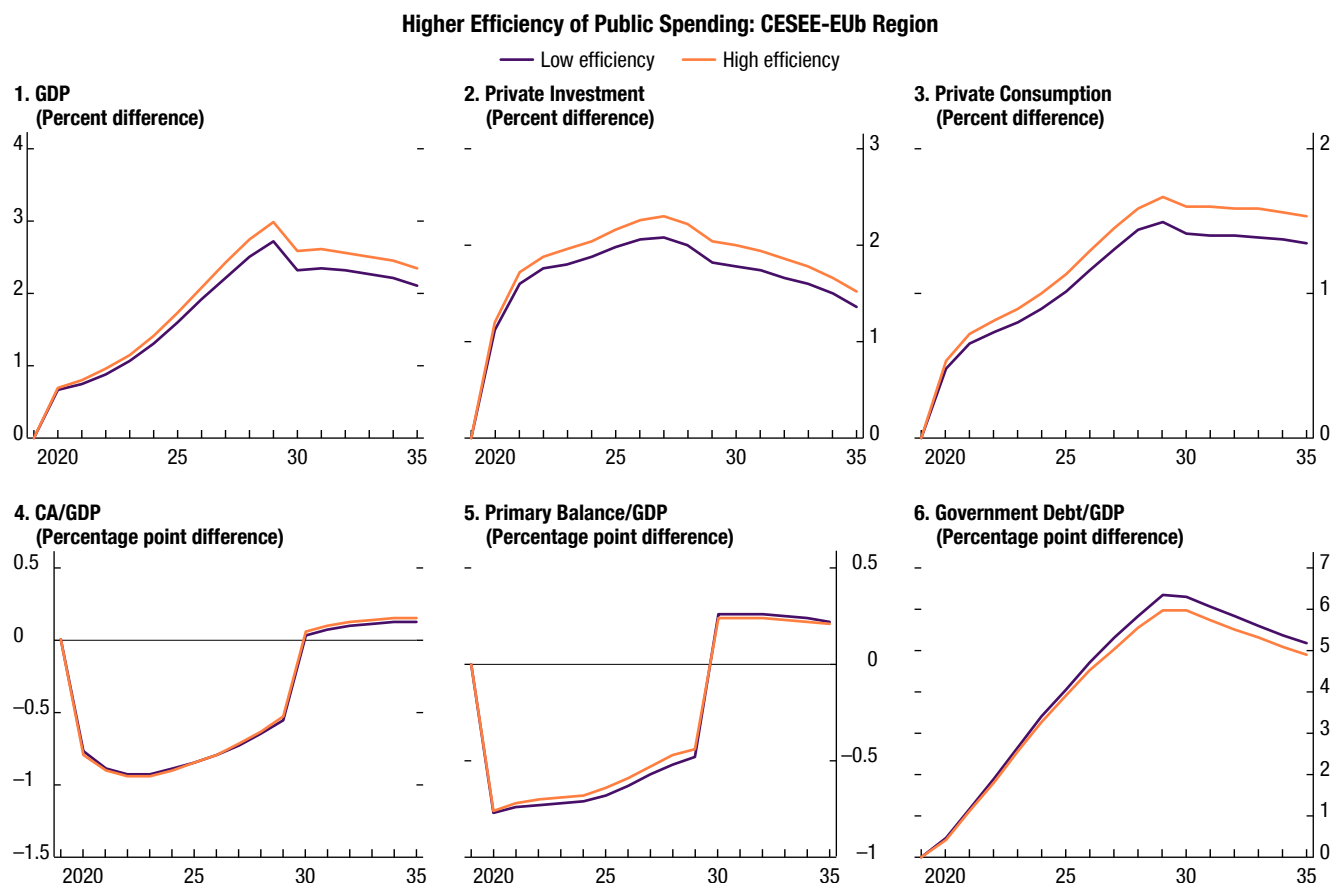 Higher Efficiency of Public Spending: CESEE-EUb Region
Low efficiency High efficiency
1. GDP
(Percent difference)
4
3
2
1
0
2020 25 30 35
2. Private Investment
(Percent difference)
3
2
1
0
2020 25 30 35
3. Private Consumption
(Percent difference)
2
1
0
2020 25 30 35
4. CA/GDP
(Percentage point difference)
0.5
0
–0.5
–1
–1.5
2020 25 30 35
5. Primary Balance/GDP
(Percentage point difference)
0.5
0
–0.5
–1
2020 25 30 35
6. Government Debt/GDP
(Percentage point difference)
7
6
5
4
3
2
1
0
2020 25 30 35